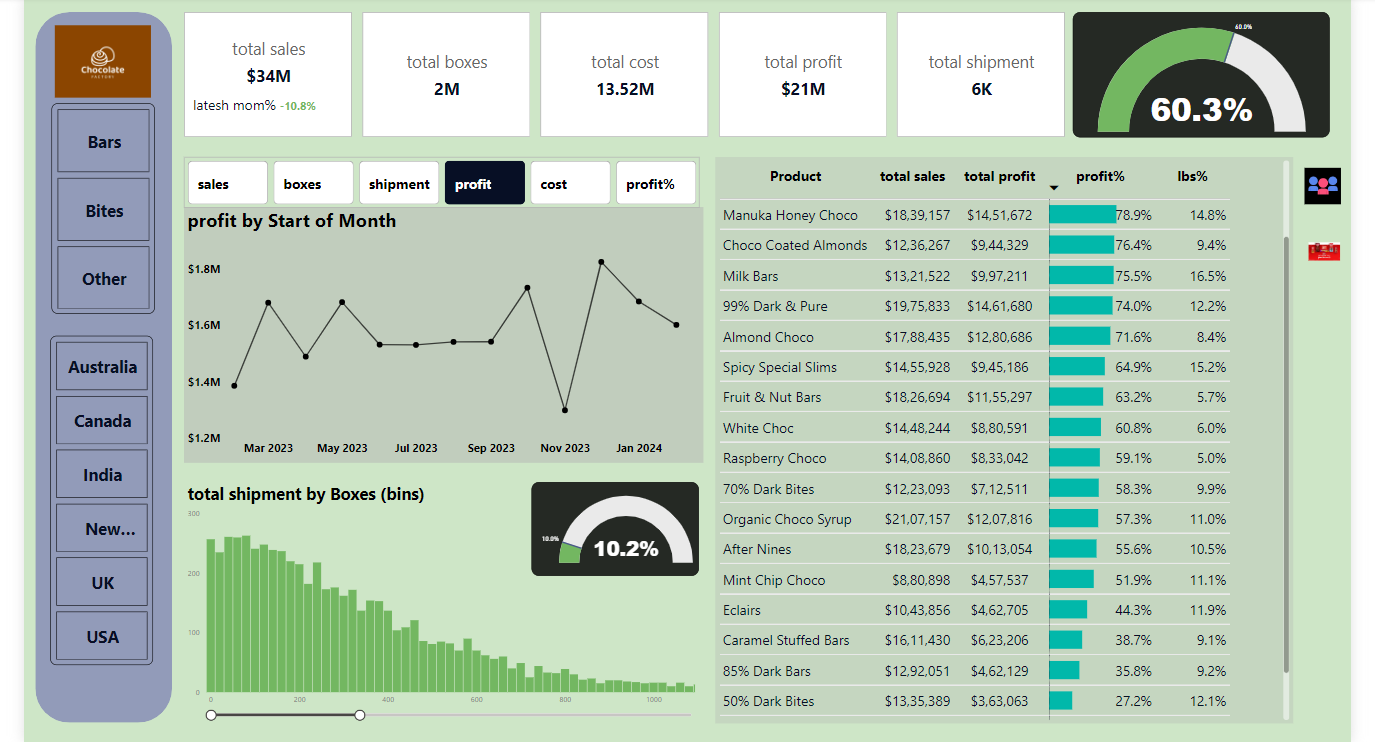 Chocolate
FACTORY
Bars
Bites
Other
Australia
Canada
India
New...
UK
USA
total sales
$34M
latesh mom% -10.8%
total boxes
2M
total cost
13.52M
total profit
$21M
total shipment
6K
60.0%
60.3%
sales
boxes
shipment
profit
cost
profit%
profit by Start of Month
$1.8M
$1.6M
$1.4M
$1.2M
Mar 2023 May 2023 Jul 2023 Sep 2023 Nov 2023 Jan 2024
total shipment by Boxes (bins)
300
200
100
0
0 200 400 600 800 1000
10.0%
10.2%
Product total sales total profit profit% lbs%
Manuka Honey Choco $18,39,157 $14,51,672 78.9% 14.8%
Choco Coated Almonds $12,36,267 $9,44,329 76.4% 9.4%
Milk Bars $13,21,522 $9,97,211 75.5% 16.5%
99% Dark & Pure $19,75,833 $14,61,680 74.0% 12.2%
Almond Choco $17,88,435 $12,80,686 71.6% 8.4%
Spicy Special Slims $14,55,928 $9,45,186 64.9% 15.2%
Fruit & Nut Bars $18,26,694 $11,55,297 63.2% 5.7%
White Choc $14,48,244 $8,80,591 60.8% 6.0%
Raspberry Choco $14,08,860 $8,33,042 59.1% 5.0%
70% Dark Bites $12,23,093 $7,12,511 58.3% 9.9%
Organic Choco Syrup $21,07,157 $12,07,816 57.3% 11.0%
After Nines $18,23,679 $10,13,054 55.6% 10.5%
Mint Chip Choco $8,80,898 $4,57,537 51.9% 11.1%
Eclairs $10,43,856 $4,62,705 44.3% 11.9%
Caramel Stuffed Bars $16,11,430 $6,23,206 38.7% 9.1%
85% Dark Bars $12,92,051 $4,62,129 35.8% 9.2%
50% Dark Bites $13,35,389 $3,63,063 27.2% 12.1%